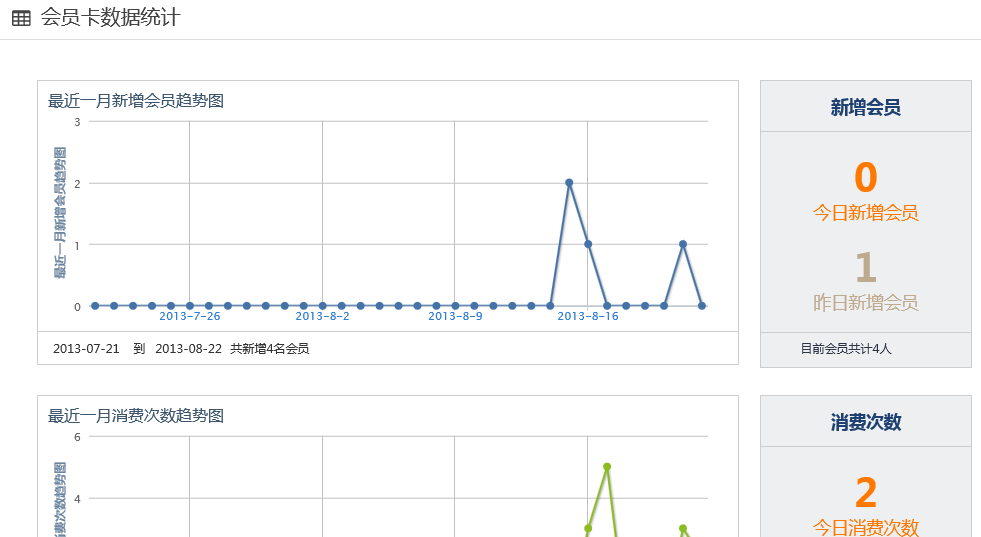 会员卡数据统计
最近一月新增会员趋势图
3
2
1
0
最近一月新增会员趋势图
2013-7-26
2013-8-2
2013-8-9
2013-8-16
2013-07-21 到 2013-08-22 共新增4名会员
新增会员
0
今日新增会员
1
昨日新增会员
目前会员共计4人
最近一月消费次数趋势图
6
4
消费次数趋势图
消费次数
2
今日消费次数